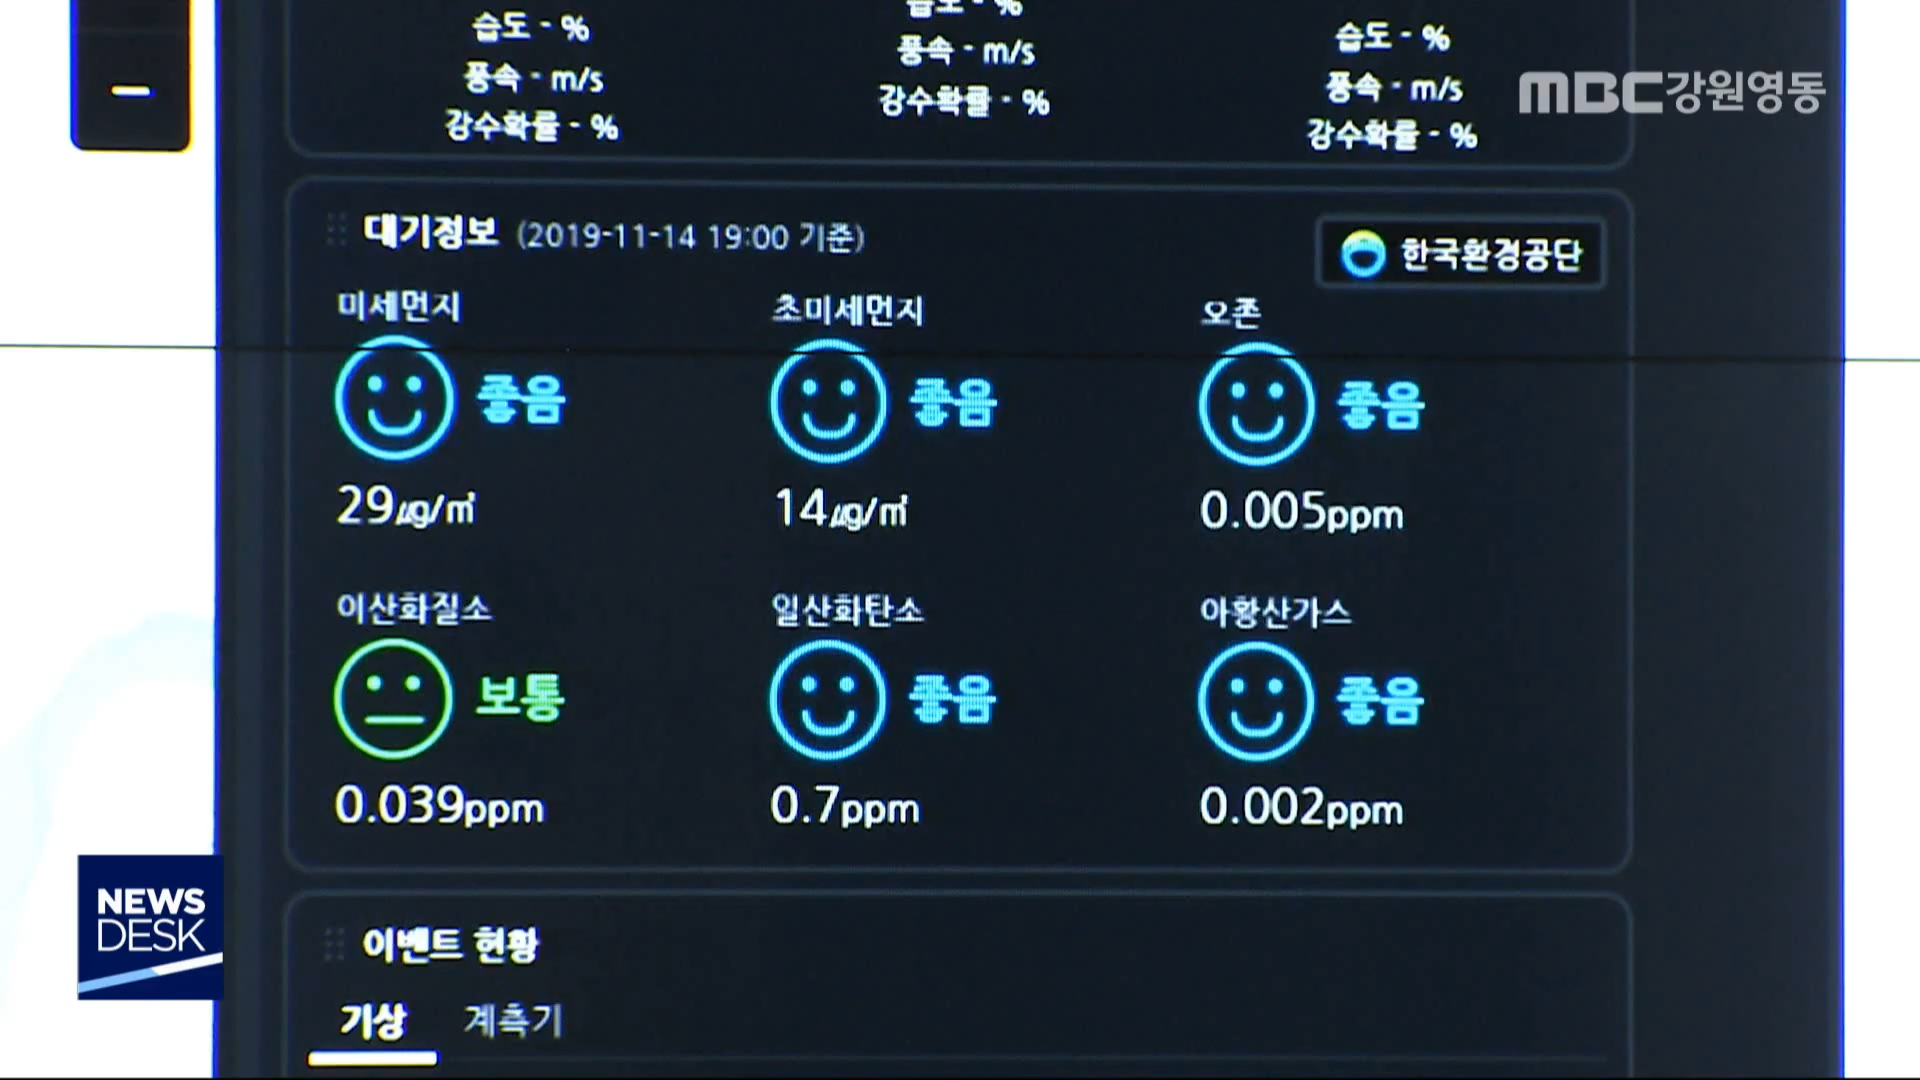 습도 - %
풍속 - m/s
강수확률 - %
습도 - %
풍속 - m/s
강수확률 - %
습도 - %
풍속 - m/s
강수확률 - %
MBC강원영동
대기정보 (2019-11-14 19:00 기준)
한국환경공단
미세먼지
좋음
29㎍/㎥
초미세먼지
좋음
14㎍/㎥
오존
좋음
0.005ppm
이산화질소
보통
0.039ppm
일산화탄소
좋음
0.7ppm
아황산가스
좋음
0.002ppm
NEWS
DESK
이벤트 현황
기상 계측기